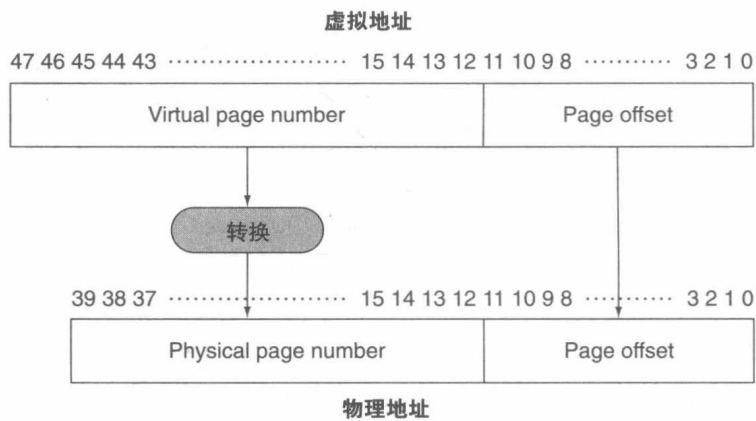 虚拟地址
47 46 45 44 43 ······················ 15 14 13 12 11 10 9 8 ··········· 3 2 1 0
Virtual page number Page offset
转换
39 38 37 ······················ 15 14 13 12 11 10 9 8 ··········· 3 2 1 0
Physical page number Page offset
物理地址